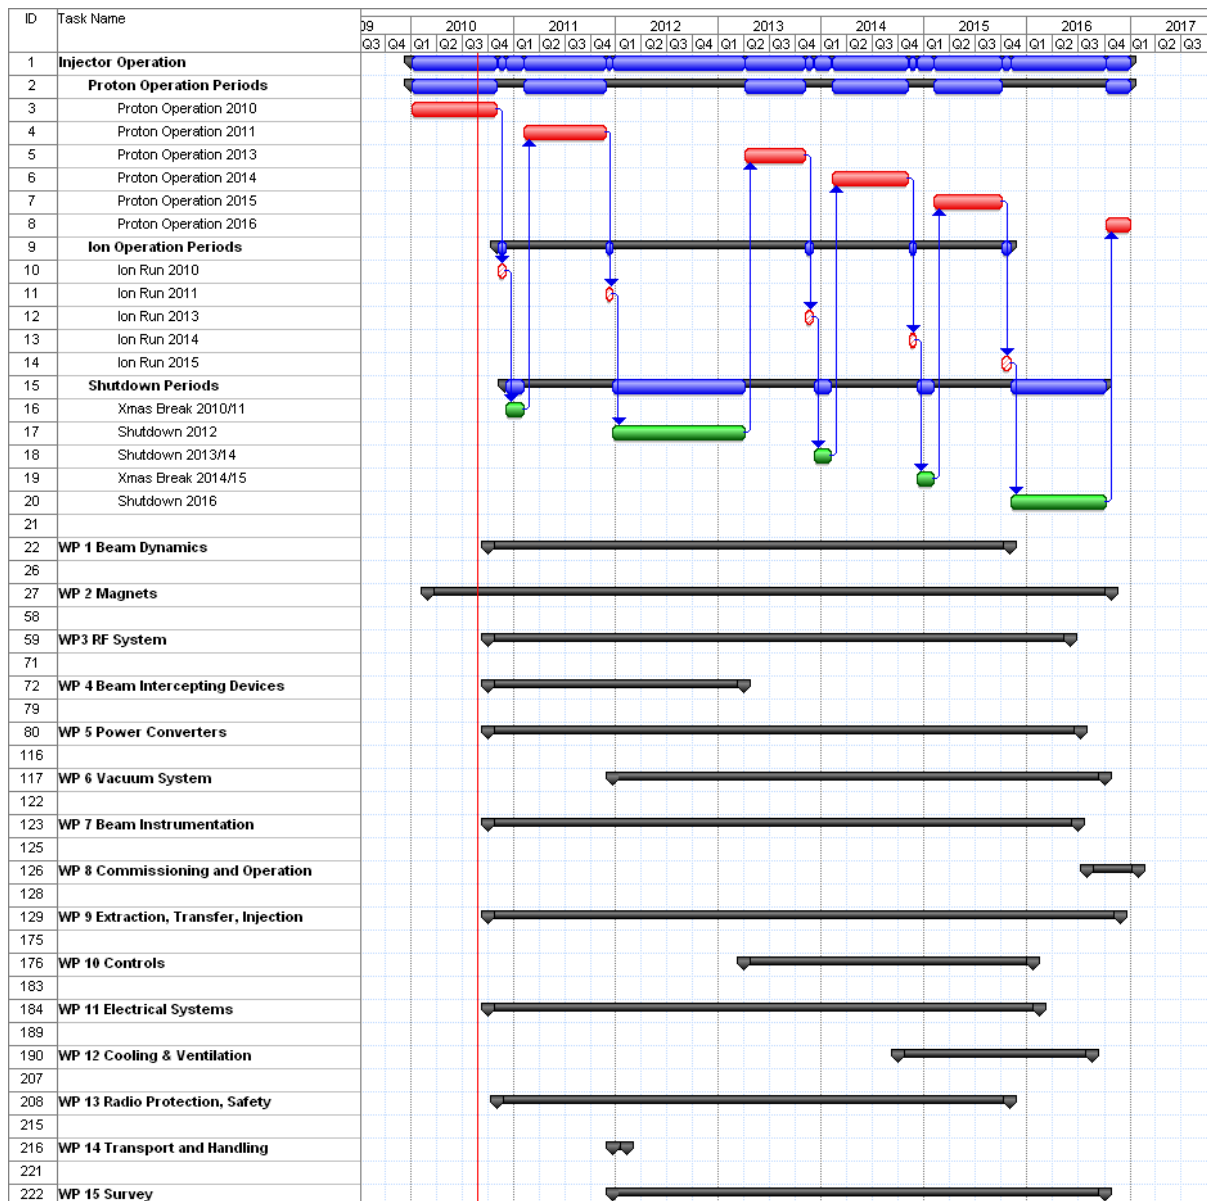 ID Task Name 09 2010 2011 2012 2013 2014 2015 2016 2017
Q3 Q4 Q1 Q2 Q3 Q4 Q1 Q2 Q3 Q4 Q1 Q2 Q3 Q4 Q1 Q2 Q3 Q4 Q1 Q2 Q3 Q4 Q1 Q2 Q3 Q4 Q1 Q2 Q3 Q4 Q1 Q2 Q3
1 Injector Operation
2 Proton Operation Periods
3 Proton Operation 2010
4 Proton Operation 2011
5 Proton Operation 2013
6 Proton Operation 2014
7 Proton Operation 2015
8 Proton Operation 2016
9 Ion Operation Periods
10 Ion Run 2010
11 Ion Run 2011
12 Ion Run 2013
13 Ion Run 2014
14 Ion Run 2015
15 Shutdown Periods
16 Xmas Break 2010/11
17 Shutdown 2012
18 Shutdown 2013/14
19 Xmas Break 2014/15
20 Shutdown 2016
21
22 WP 1 Beam Dynamics
26
27 WP 2 Magnets
58
59 WP3 RF System
71
72 WP 4 Beam Intercepting Devices
79
80 WP 5 Power Converters
116
117 WP 6 Vacuum System
122
123 WP 7 Beam Instrumentation
125
126 WP 8 Commissioning and Operation
128
129 WP 9 Extraction, Transfer, Injection
175
176 WP 10 Controls
183
184 WP 11 Electrical Systems
189
190 WP 12 Cooling & Ventilation
207
208 WP 13 Radio Protection, Safety
215
216 WP 14 Transport and Handling
221
222 WP 15 Survey